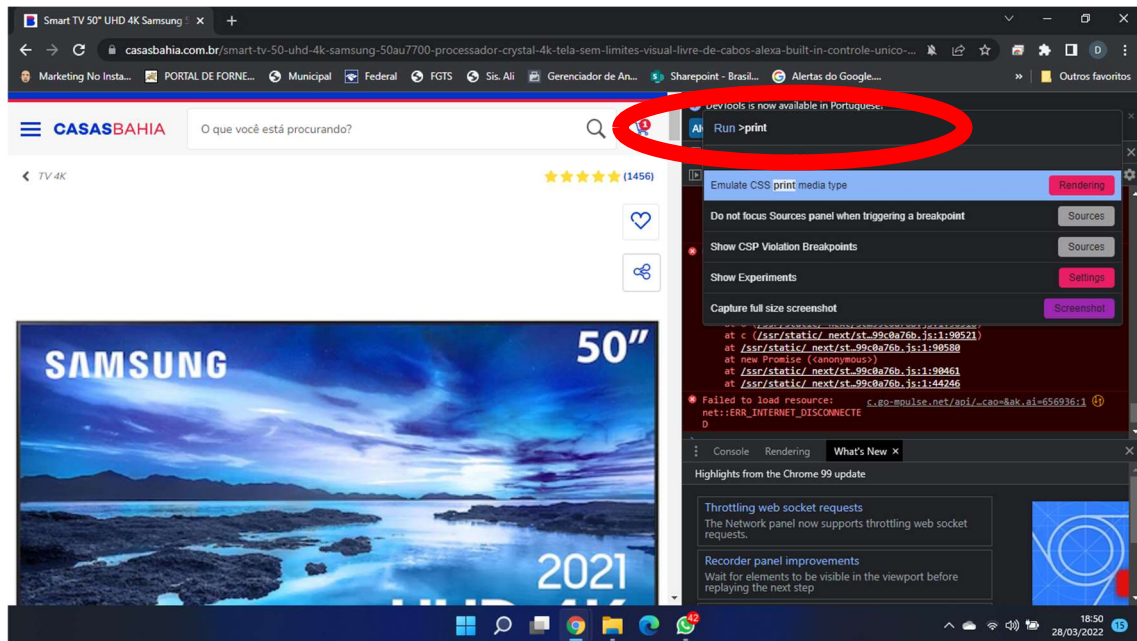 Smart TV 50" UHD 4K Samsung 5
casasbahia.com.br/smart-tv-50-uhd-4k-samsung-50au7700-processador-crystal-4k-tela-sem-limites-visual-livre-de-cabos-alexa-built-in-controle-unico-...
D
Marketing No Insta... PORTAL DE FORNE... Municipal Federal FGTS Sis. Ali Gerenciador de An... Sharepoint - Brasil... Alertas do Google.... » Outros favoritos
DevTools is now available in Portuguese!
CASASBAHIA
O que você está procurando?
1
Al
Run >print
TV 4K
(1456)
Emulate CSS print media type Rendering
Do not focus Sources panel when triggering a breakpoint Sources
Show CSP Violation Breakpoints Sources
Show Experiments Settings
Capture full size screenshot Screenshot
at c (/ssr/static/_next/st…99c0a76b.js:1:90521)
at /ssr/static/_next/st…99c0a76b.js:1:90580
at new Promise (<anonymous>)
at /ssr/static/_next/st…99c0a76b.js:1:90461
at /ssr/static/_next/st…99c0a76b.js:1:44246
Failed to load resource: c.go-mpulse.net/api/…cao=&ak.ai=656936:1
net::ERR_INTERNET_DISCONNECTE
D
SAMSUNG
50”
2021
UHD 4K
Console Rendering What's New
Highlights from the Chrome 99 update
Throttling web socket requests
The Network panel now supports throttling web socket
requests.
Recorder panel improvements
Wait for elements to be visible in the viewport before
replaying the next step
42
18:50
28/03/2022
15